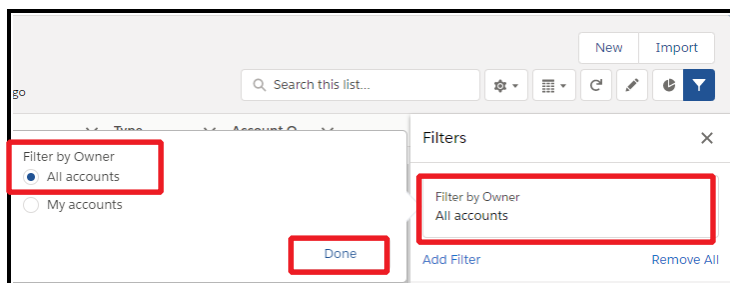 New Import
Search this list...
go
Type Account O
Filters
Filter by Owner
All accounts
My accounts
Done
Filter by Owner
All accounts
Add Filter Remove All